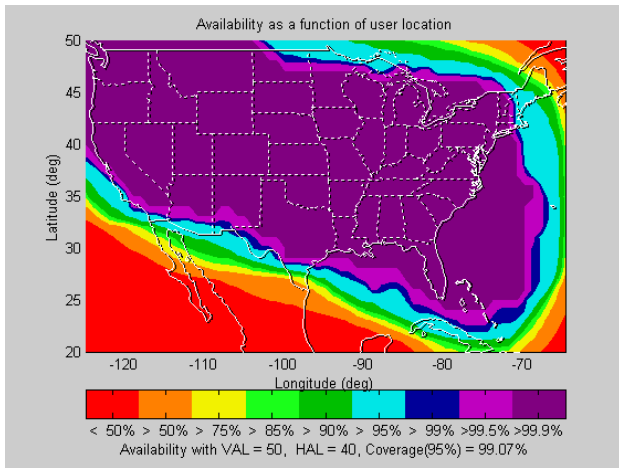 Availability as a function of user location
50
45
40
35
30
25
20
Latitude (deg)
-120 -110 -100 -90 -80 -70
Longitude (deg)
< 50% > 50% > 75% > 85% > 90% > 95% > 99% >99.5% >99.9%
Availability with VAL = 50, HAL = 40, Coverage(95%) = 99.07%